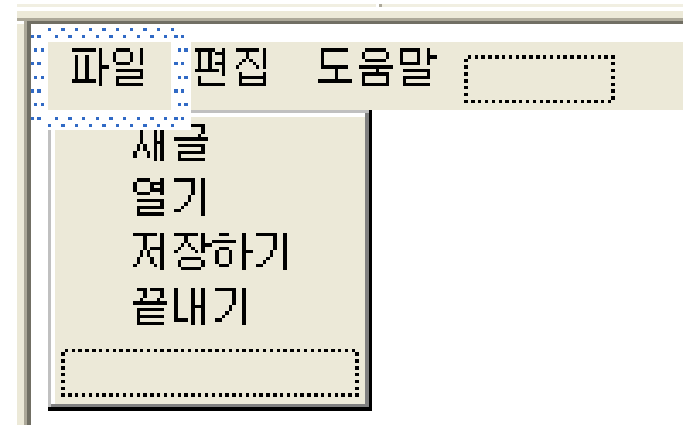 파일 편집 도움말
새글
열기
저장하기
끝내기